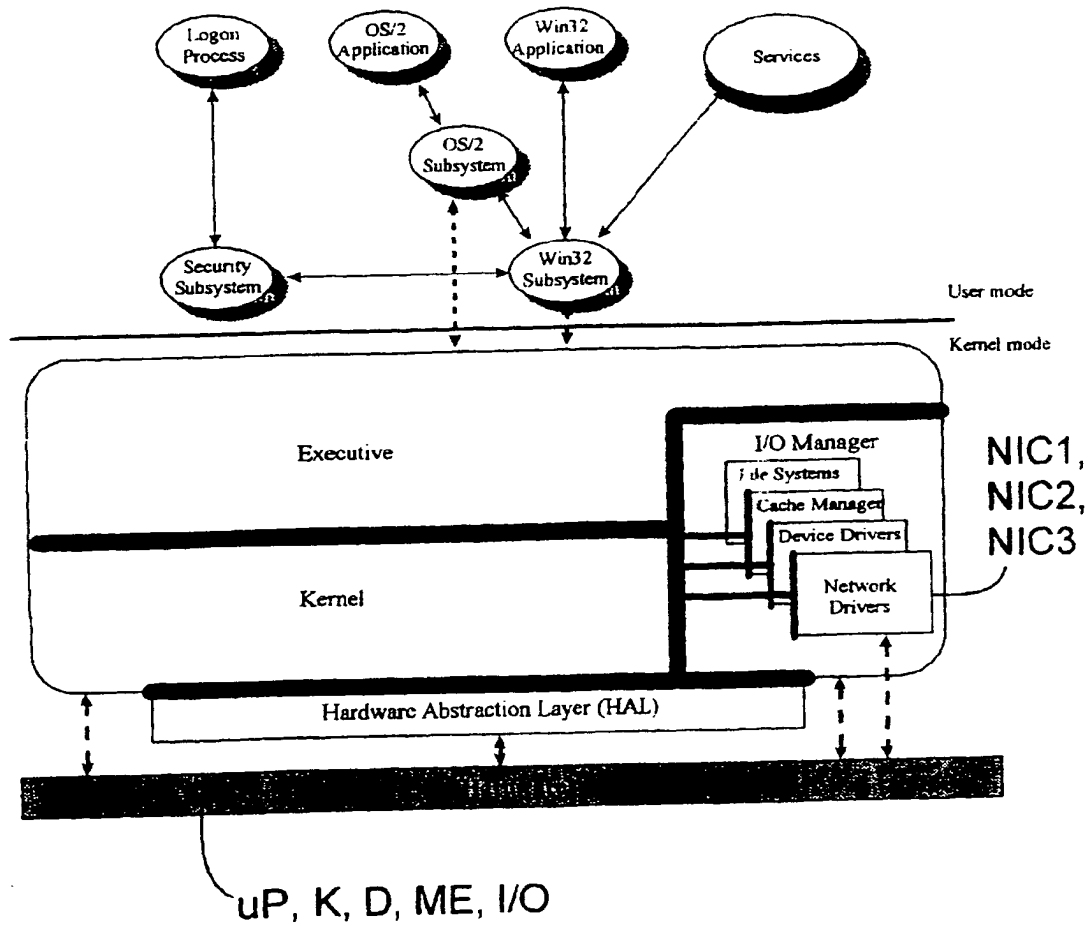 Logon
Process
OS/2
Application
Win32
Application
Services
OS/2
Subsystem
Security
Subsystem
Win32
Subsystem
User mode
Kernel mode
Executive
I/O Manager
Systems
Cache Manager
Device Drivers
Network
Drivers
NIC1,
NIC2,
NIC3
Kernel
Hardware Abstraction Layer (HAL)
uP, K, D, ME, I/O